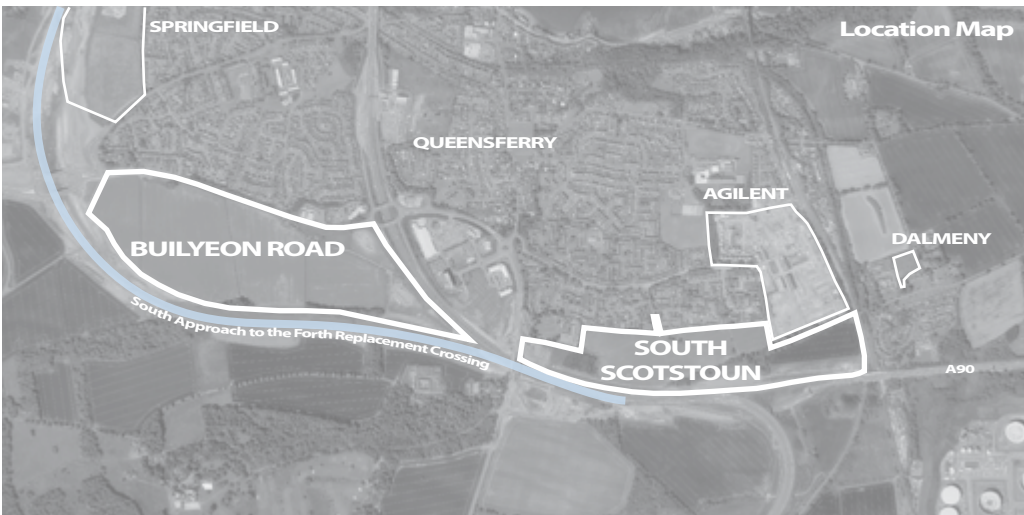 SPRINGFIELD
Location Map
QUEENSFERRY
AGILENT
DALMENY
BUILYEON ROAD
South Approach to the Forth Replacement Crossing
SOUTH
SCOTSTOUN
A90